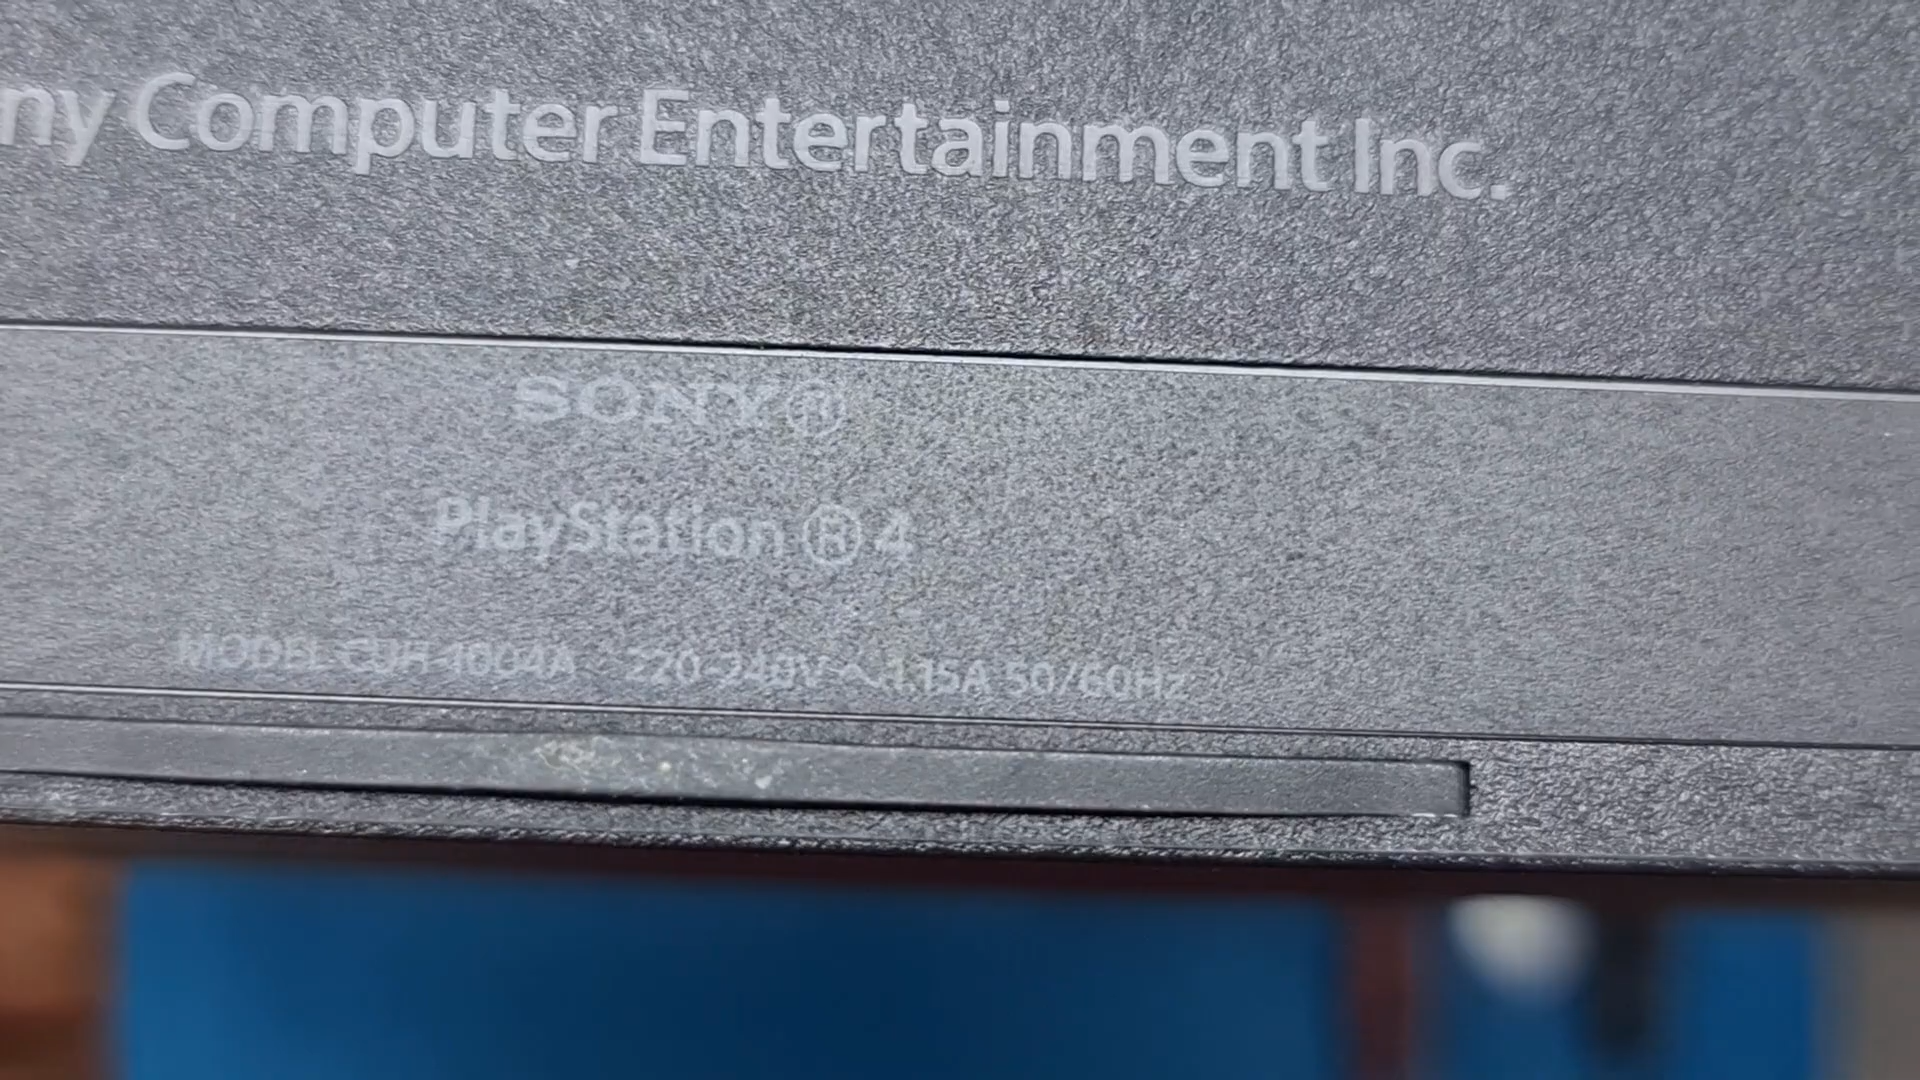 ny Computer Entertainment Inc.
SONY®
PlayStation®4
MODEL CUH-1004A 220-240V ~ 1.15A 50/60Hz